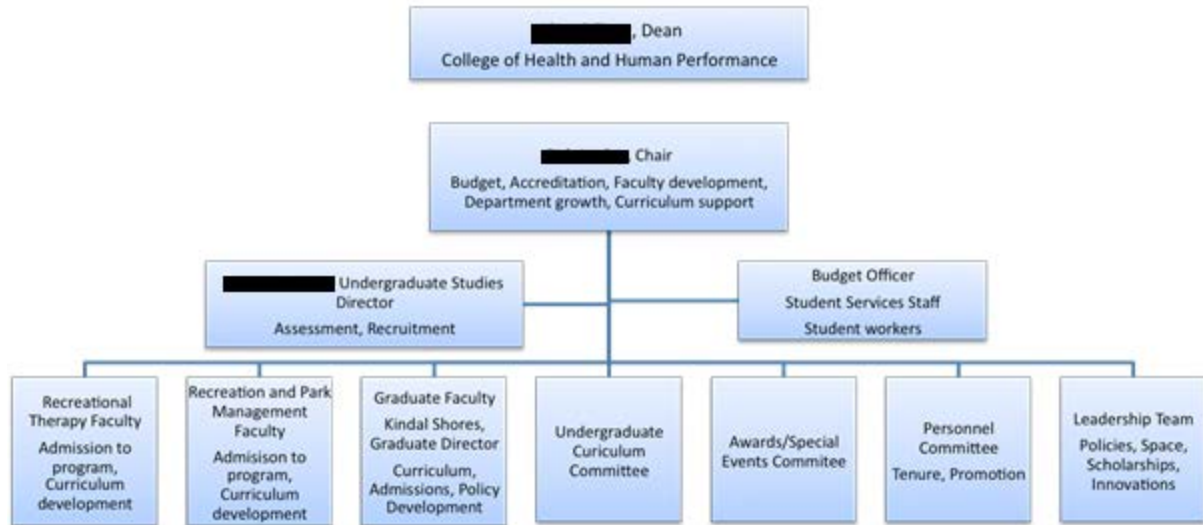 , Dean
College of Health and Human Performance
, Chair
Budget, Accreditation, Faculty development,
Department growth, Curriculum support
Undergraduate Studies
Director
Assessment, Recruitment
Budget Officer
Student Services Staff
Student workers
Recreational
Therapy Faculty
Admission to
program,
Curriculum
development
Recreation and Park
Management
Faculty
Admisison to
program,
Curriculum
development
Graduate Faculty
Kindal Shores,
Graduate Director
Curriculum,
Admissions, Policy
Development
Undergraduate
Curiculum
Committee
Awards/Special
Events Commitee
Personnel
Committee
Tenure, Promotion
Leadership Team
Policies, Space,
Scholarships,
Innovations